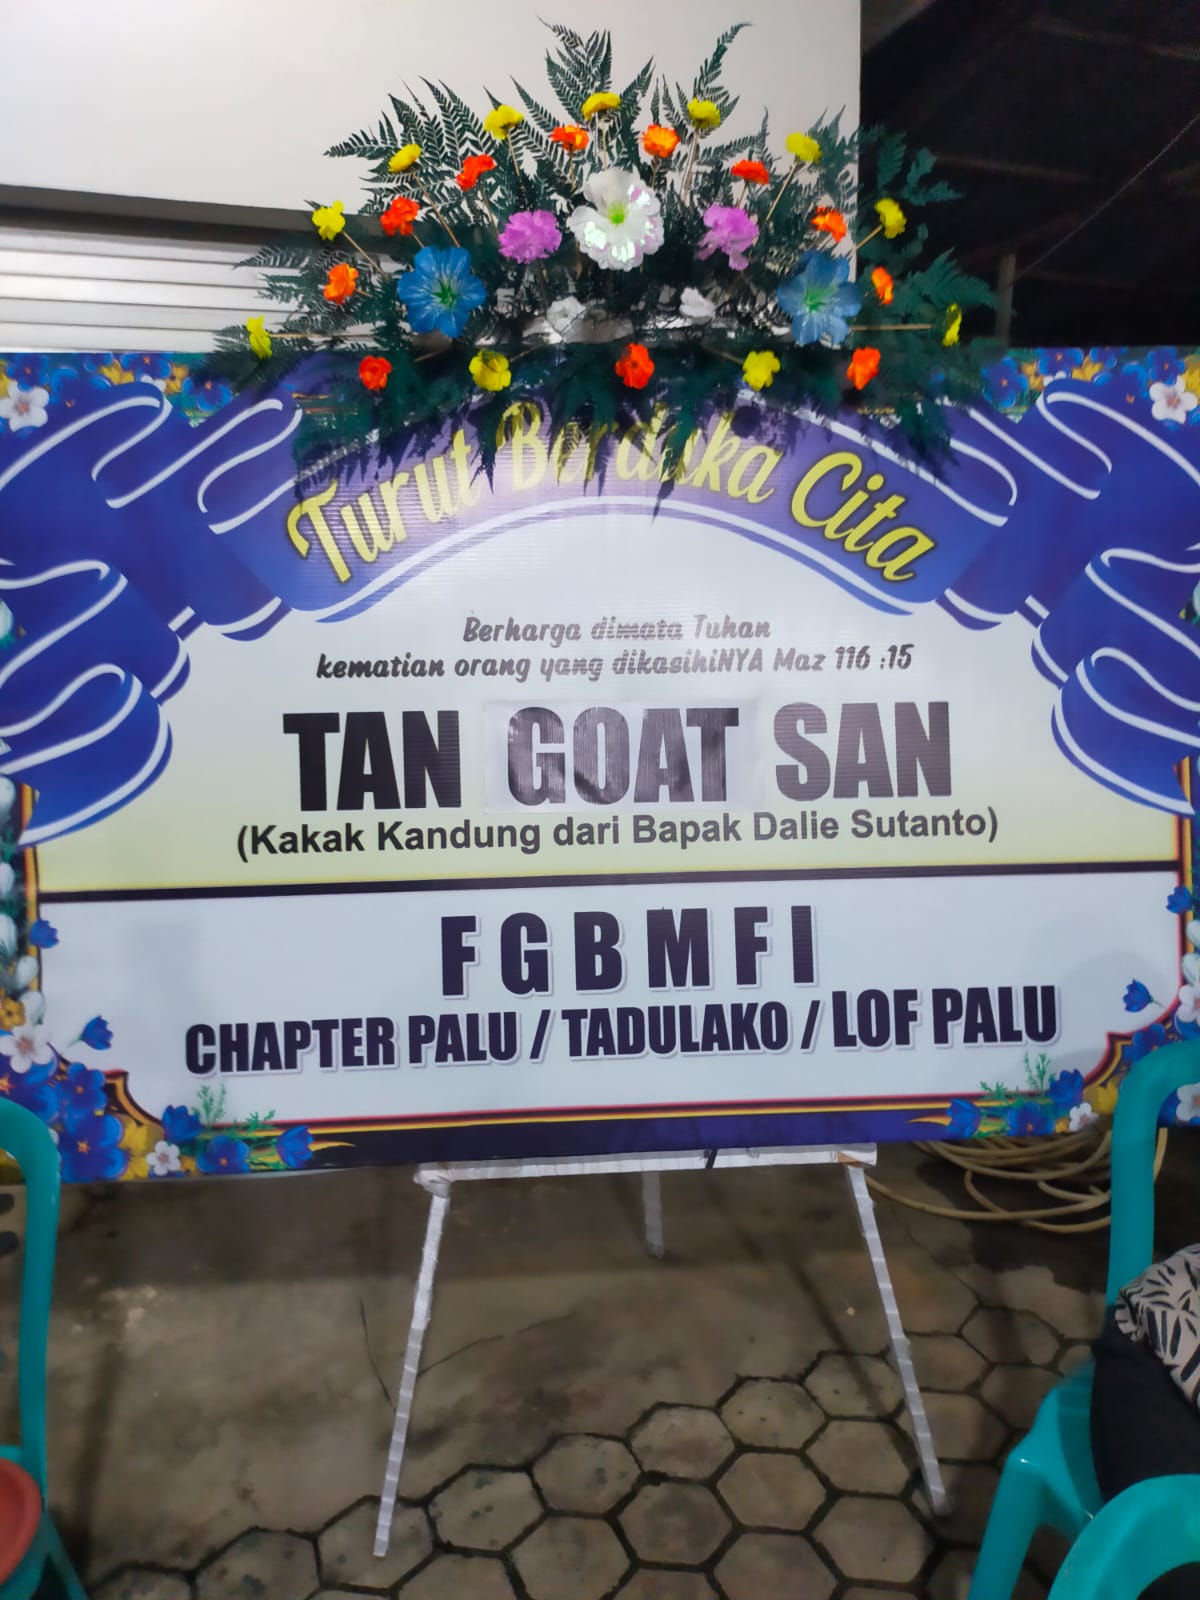 Turut Berduka Cita
Berharga dimata Tuhan
kematian orang yang dikasihiNYA Maz 116 :15
TAN GOAT SAN
(Kakak Kandung dari Bapak Dalie Sutanto)
F G B M F I
CHAPTER PALU / TADULAKO / LOF PALU